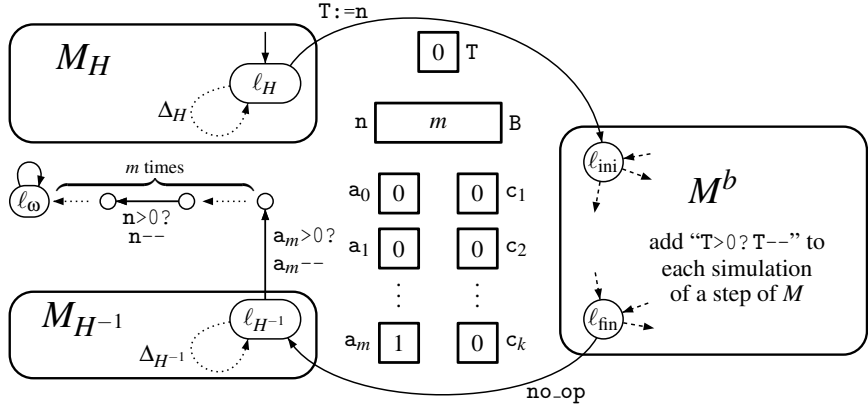 T:=n
M_H
ℓ_H
Δ_H
0 T
n m B
m times
ℓ_ω
n>0?
n--
a_m>0?
a_m--
a_0 0 0 c_1
a_1 0 0 c_2
⋮ ⋮
a_m 1 0 c_k
M_{H^{-1}}
ℓ_{H^{-1}}
Δ_{H^{-1}}
ℓ_ini
M^b
add “T>0? T--” to
each simulation
of a step of M
ℓ_fin
no_op